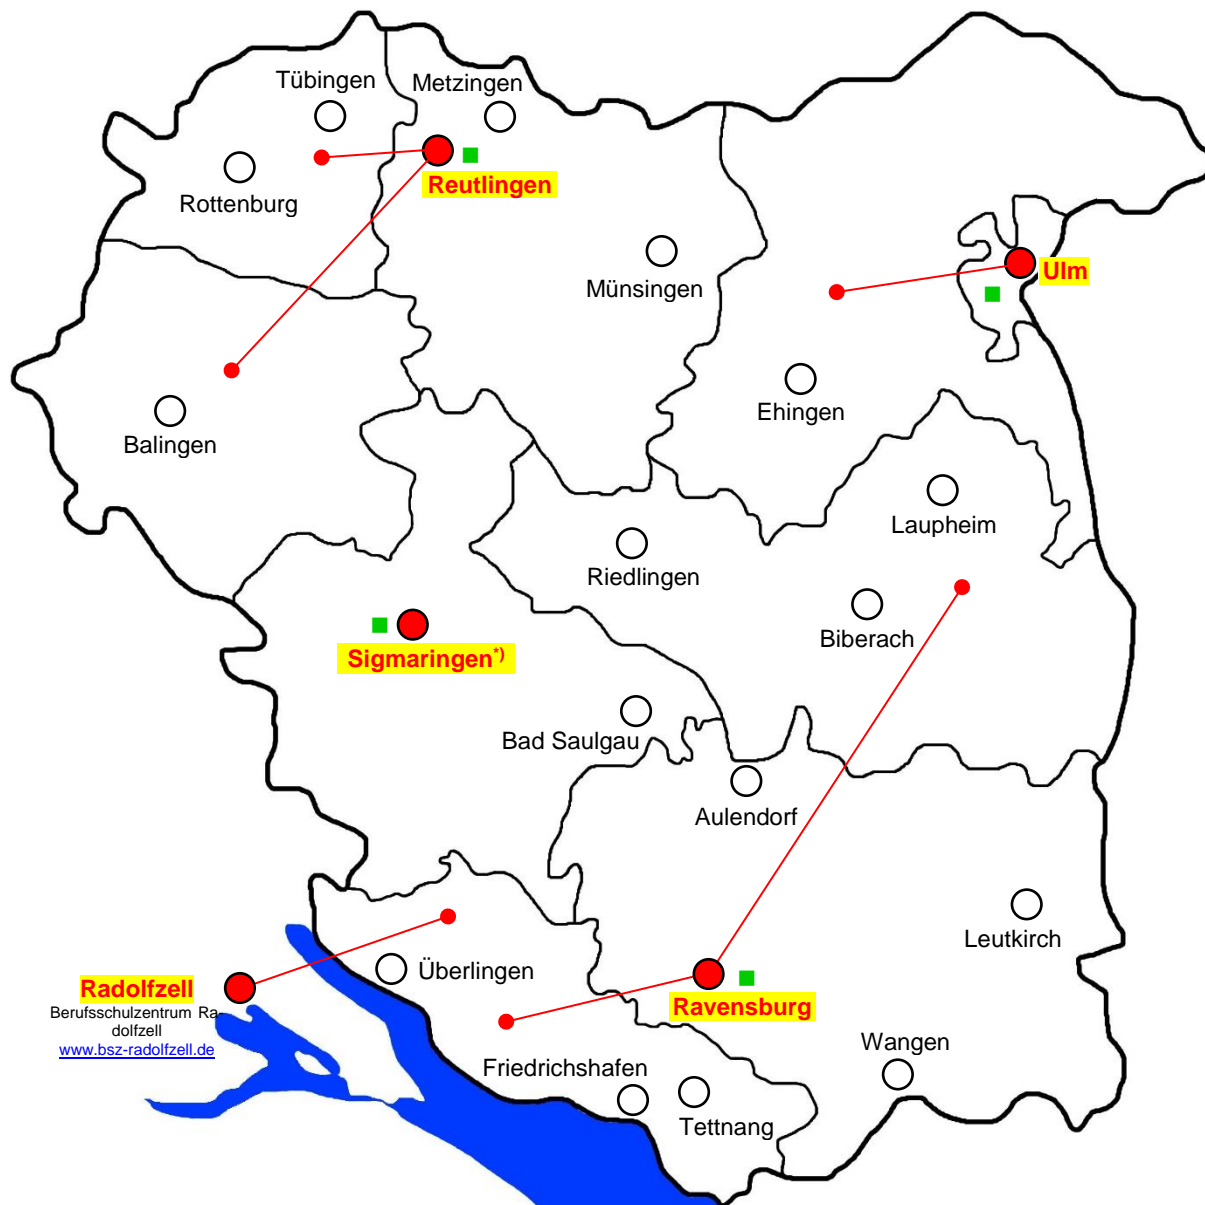 Tübingen
Metzingen
Reutlingen
Rottenburg
Münsingen
Ulm
Ehingen
Balingen
Laupheim
Riedlingen
Biberach
Sigmaringen*)
Bad Saulgau
Aulendorf
Leutkirch
Überlingen
Radolfzell
Berufsschulzentrum Ra-
dolfzell
www.bsz-radolfzell.de
Ravensburg
Wangen
Friedrichshafen
Tettnang